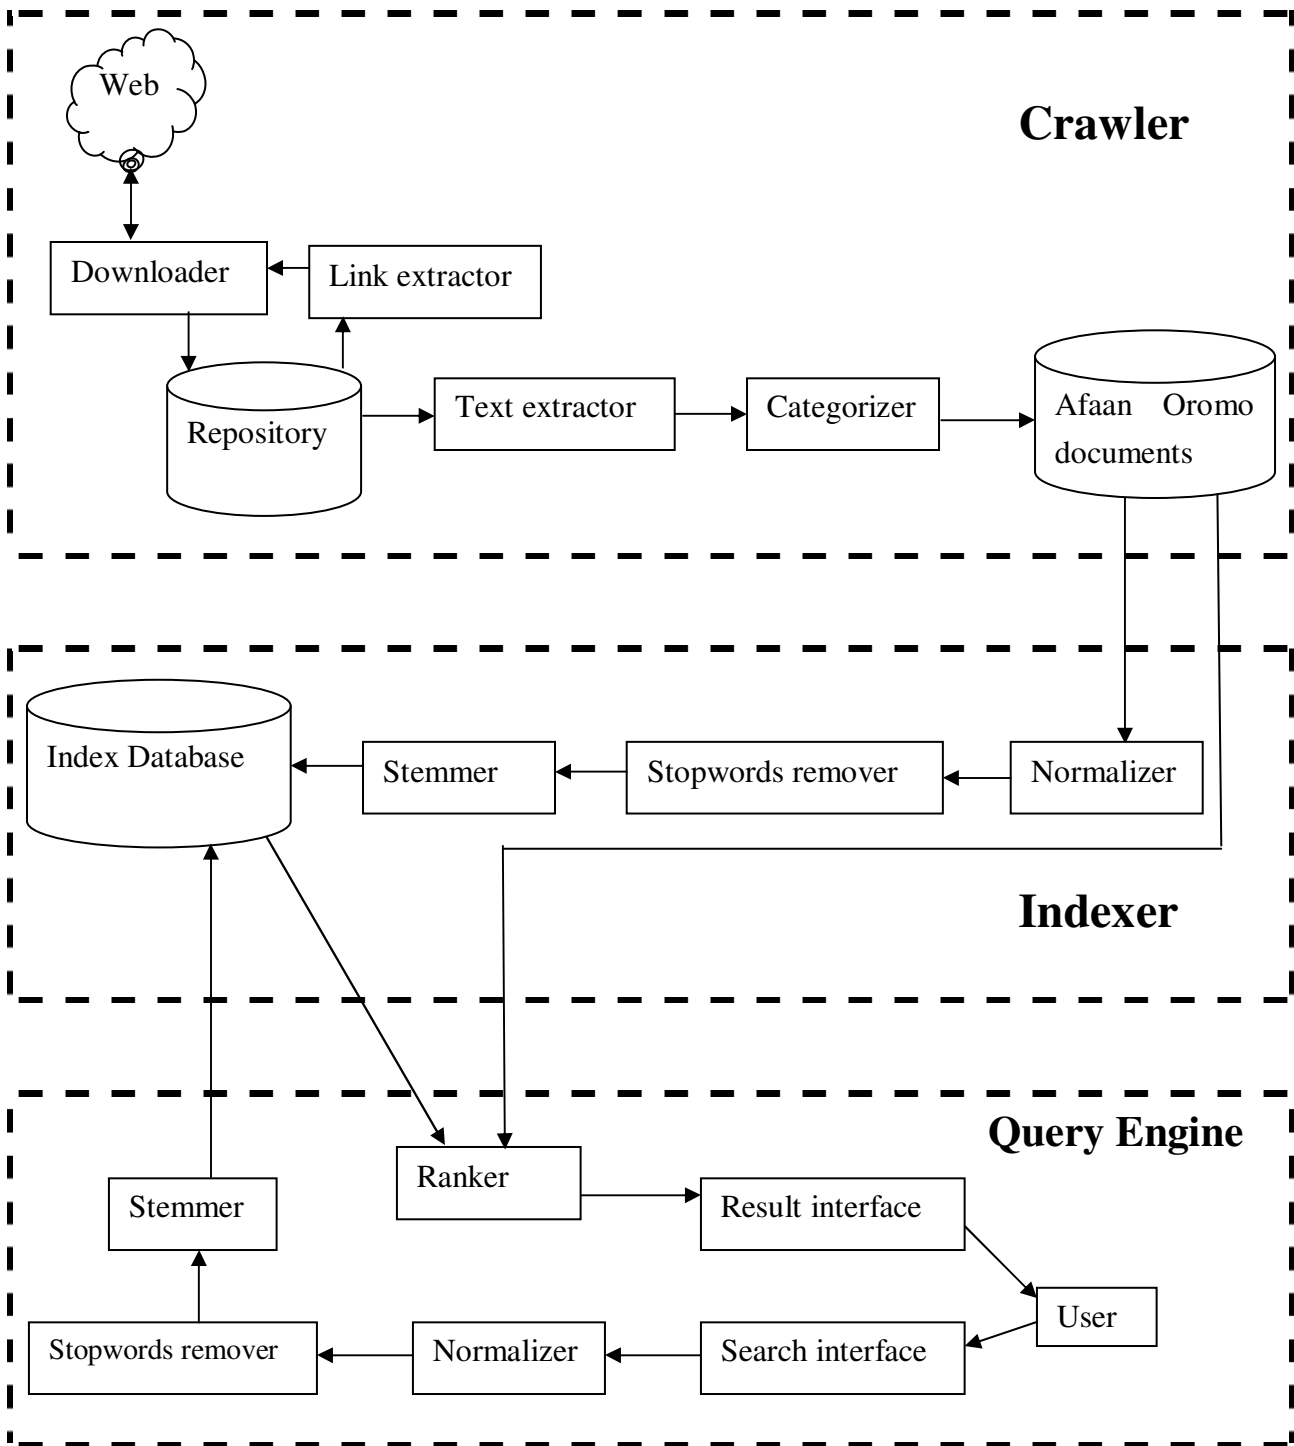 Web
Crawler
Downloader
Link extractor
Repository
Text extractor
Categorizer
Afaan Oromo
documents
Index Database
Stemmer
Stopwords remover
Normalizer
Indexer
Query Engine
Ranker
Stemmer
Result interface
User
Stopwords remover
Normalizer
Search interface